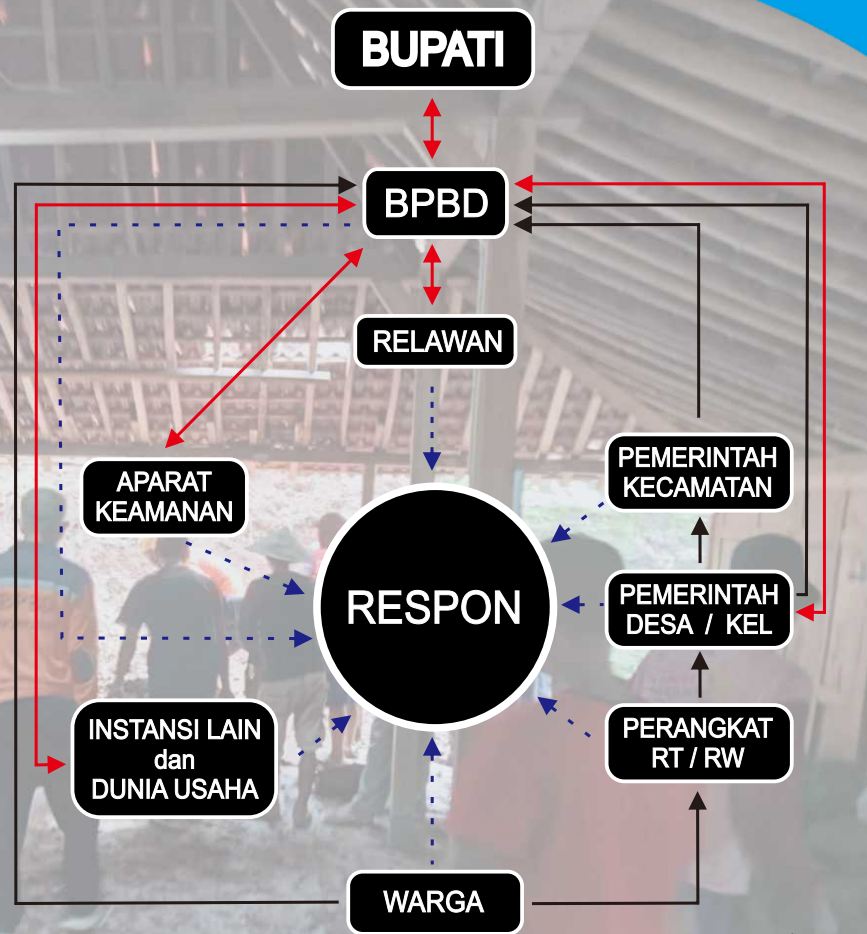 BUPATI
BPBD
RELAWAN
APARAT
KEAMANAN
PEMERINTAH
KECAMATAN
RESPON
PEMERINTAH
DESA / KEL
INSTANSI LAIN
dan
DUNIA USAHA
PERANGKAT
RT / RW
WARGA